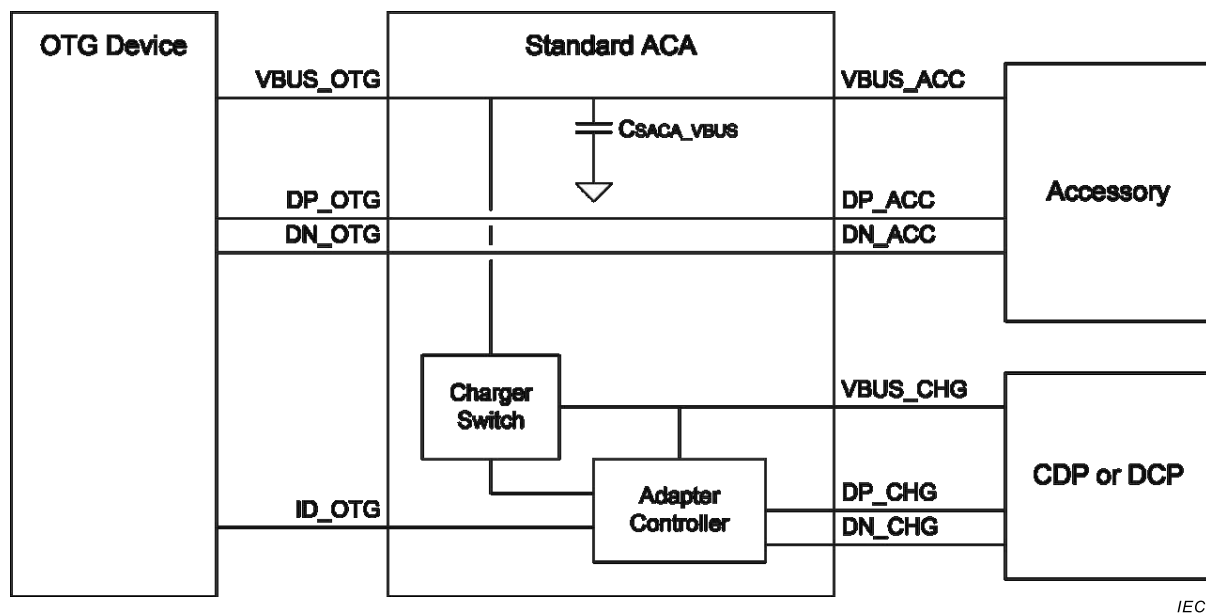 OTG Device
Standard ACA
VBUS_OTG
VBUS_ACC
CSACA_VBUS
Accessory
DP_OTG
DP_ACC
DN_OTG
DN_ACC
Charger
Switch
VBUS_CHG
CDP or DCP
Adapter
Controller
DP_CHG
ID_OTG
DN_CHG
IEC